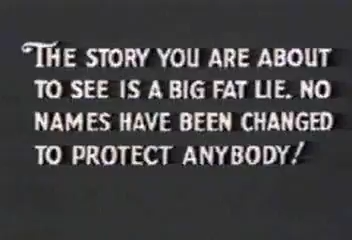 THE STORY YOU ARE ABOUT
TO SEE IS A BIG FAT LIE. NO
NAMES HAVE BEEN CHANGED
TO PROTECT ANYBODY!